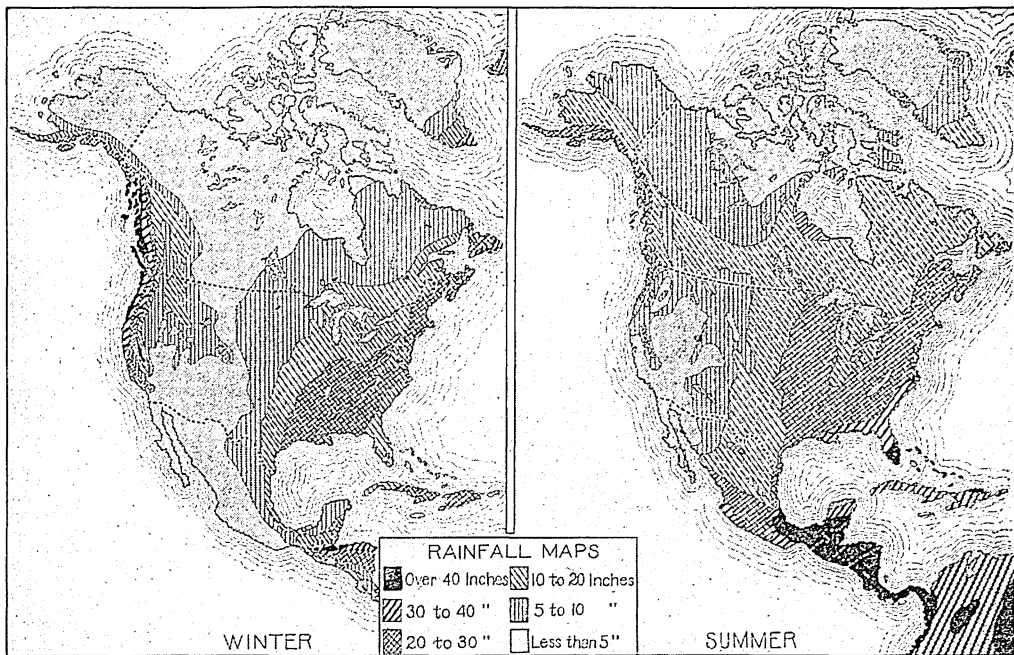 WINTER
RAINFALL MAPS
Over 40 Inches
30 to 40 "
20 to 30 "
10 to 20 Inches
5 to 10 "
Less than 5"
SUMMER